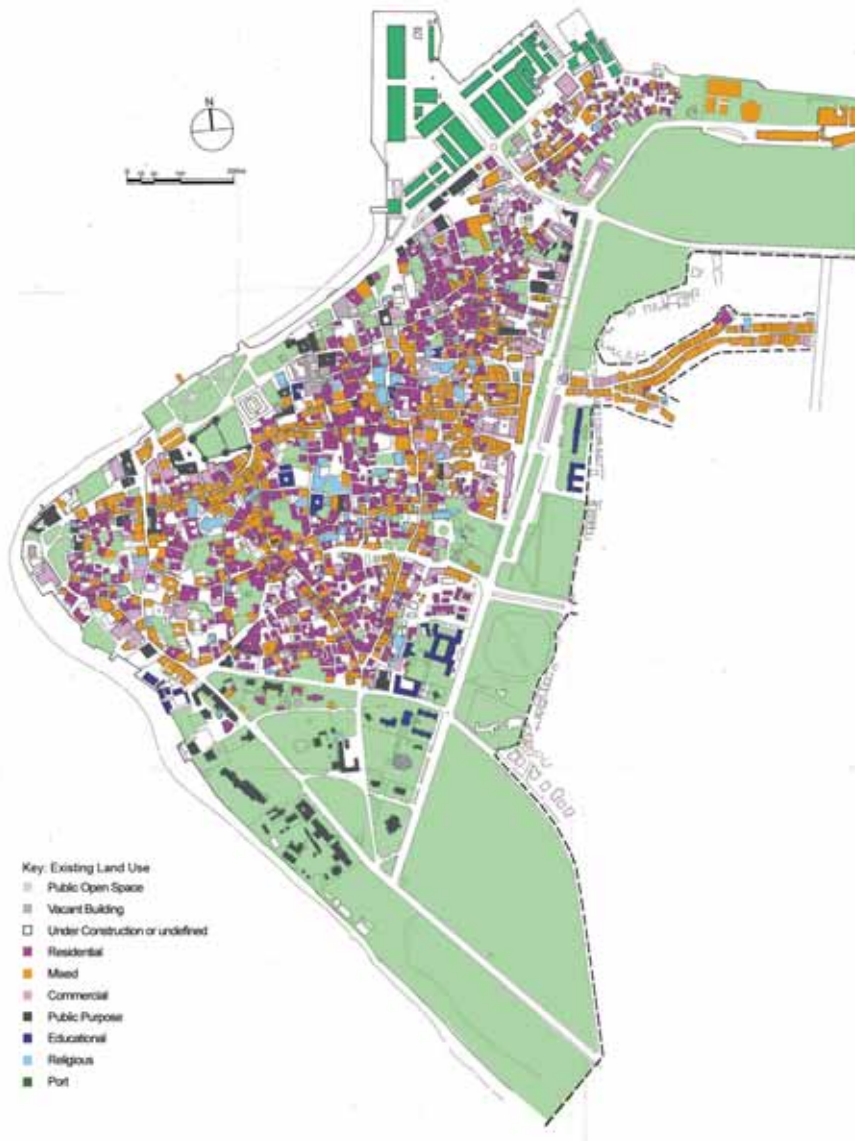 N
Key: Existing Land Use
Public Open Space
Vacant Building
Under Construction or undefined
Residential
Mixed
Commercial
Public Purpose
Educational
Religious
Port